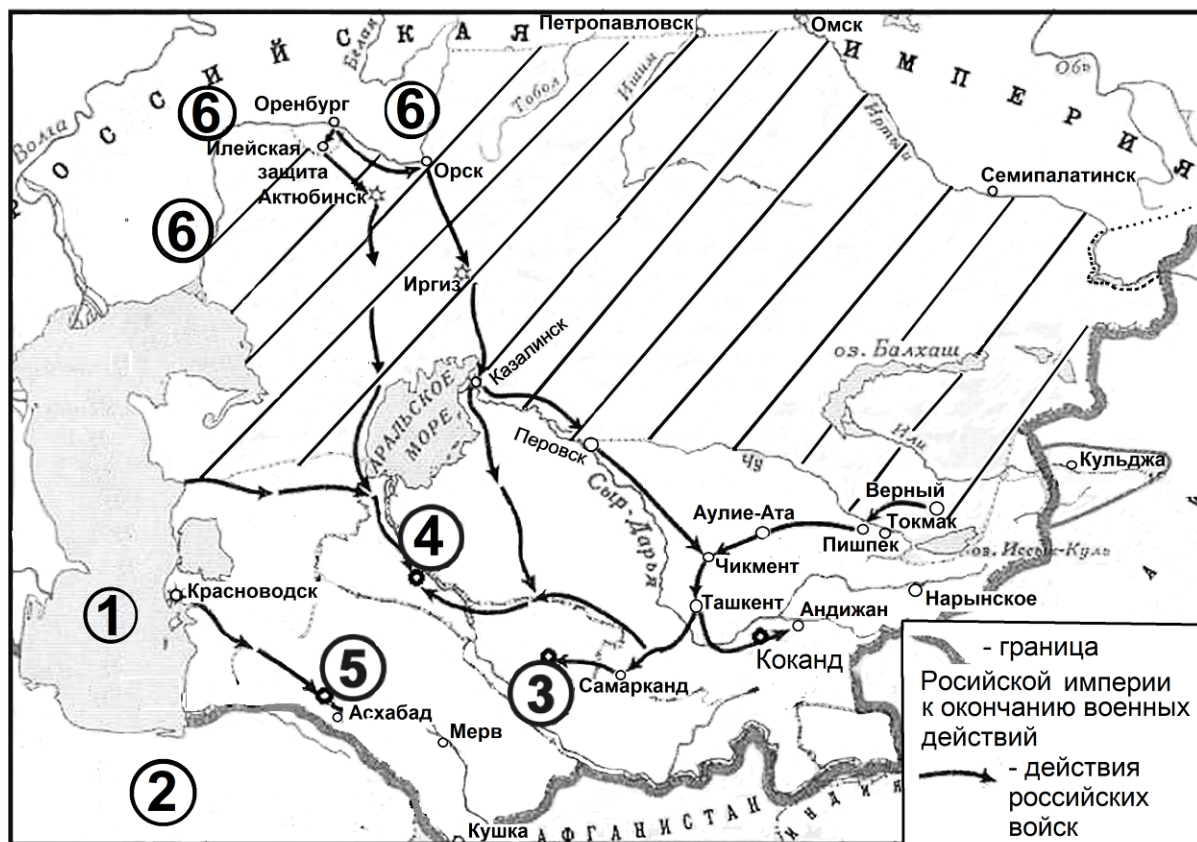 Петропавловск
Омск
РОССИЙСКАЯ
ИМПЕРИЯ
Волха
Белая
Тобол
Ишим
Иртыш
Обь
6
Оренбург
6
Илейская
защита
Орск
Актюбинск
Семипалатинск
6
Иргиз
Казалинск
оз. Балхаш
АРАЛЬСКОЕ
МОРЕ
Перовск
Или
Чу
Кульджа
Верный
Сыр-Дарья
Аулие-Ата
Токмак
4
Пишпек
оз. Иссык-Куль
Чикмент
Красноводск
1
Ташкент
Андижан
Нарынское
Коканд
5
3
Самарканд
Асхабад
Мерв
2
Кушка
АФГАНИСТАН
ИНДИЯ
А
- граница
Росийской империи
к окончанию военных
действий
- действия
российских
войск